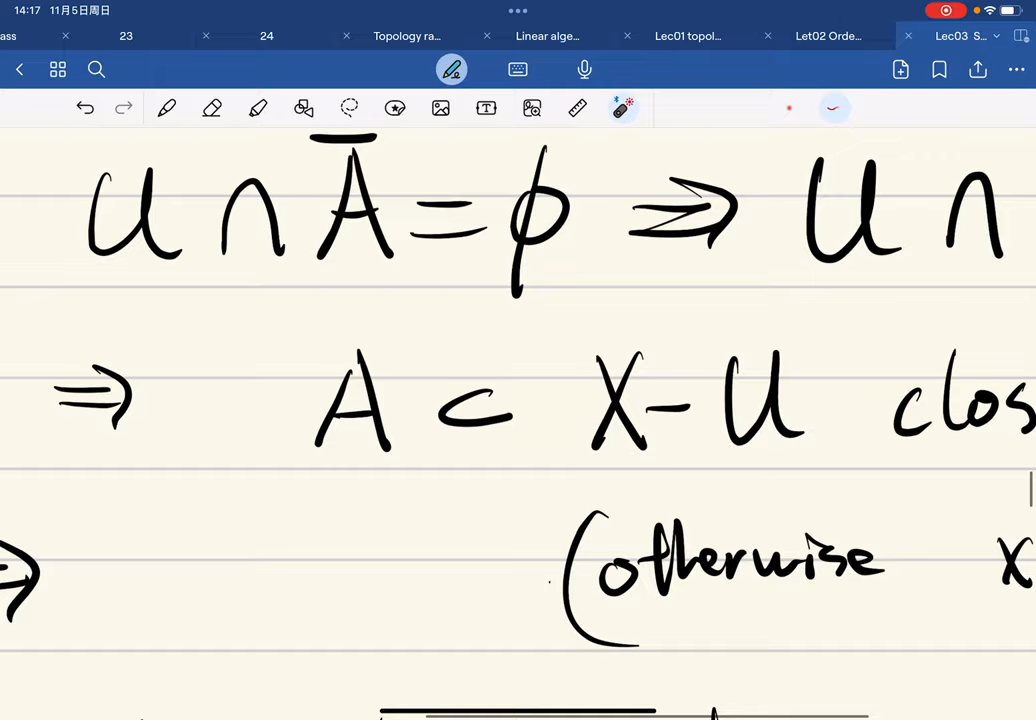 14:17 11月5日周日
ass 23 24 Topology ra... Linear alge... Lec01 topol... Let02 Orde... Lec03 S...
U ∩ A̅ = ϕ ⇒ U ∩
⇒ A ⊂ X - U clos
⇒ (otherwise x